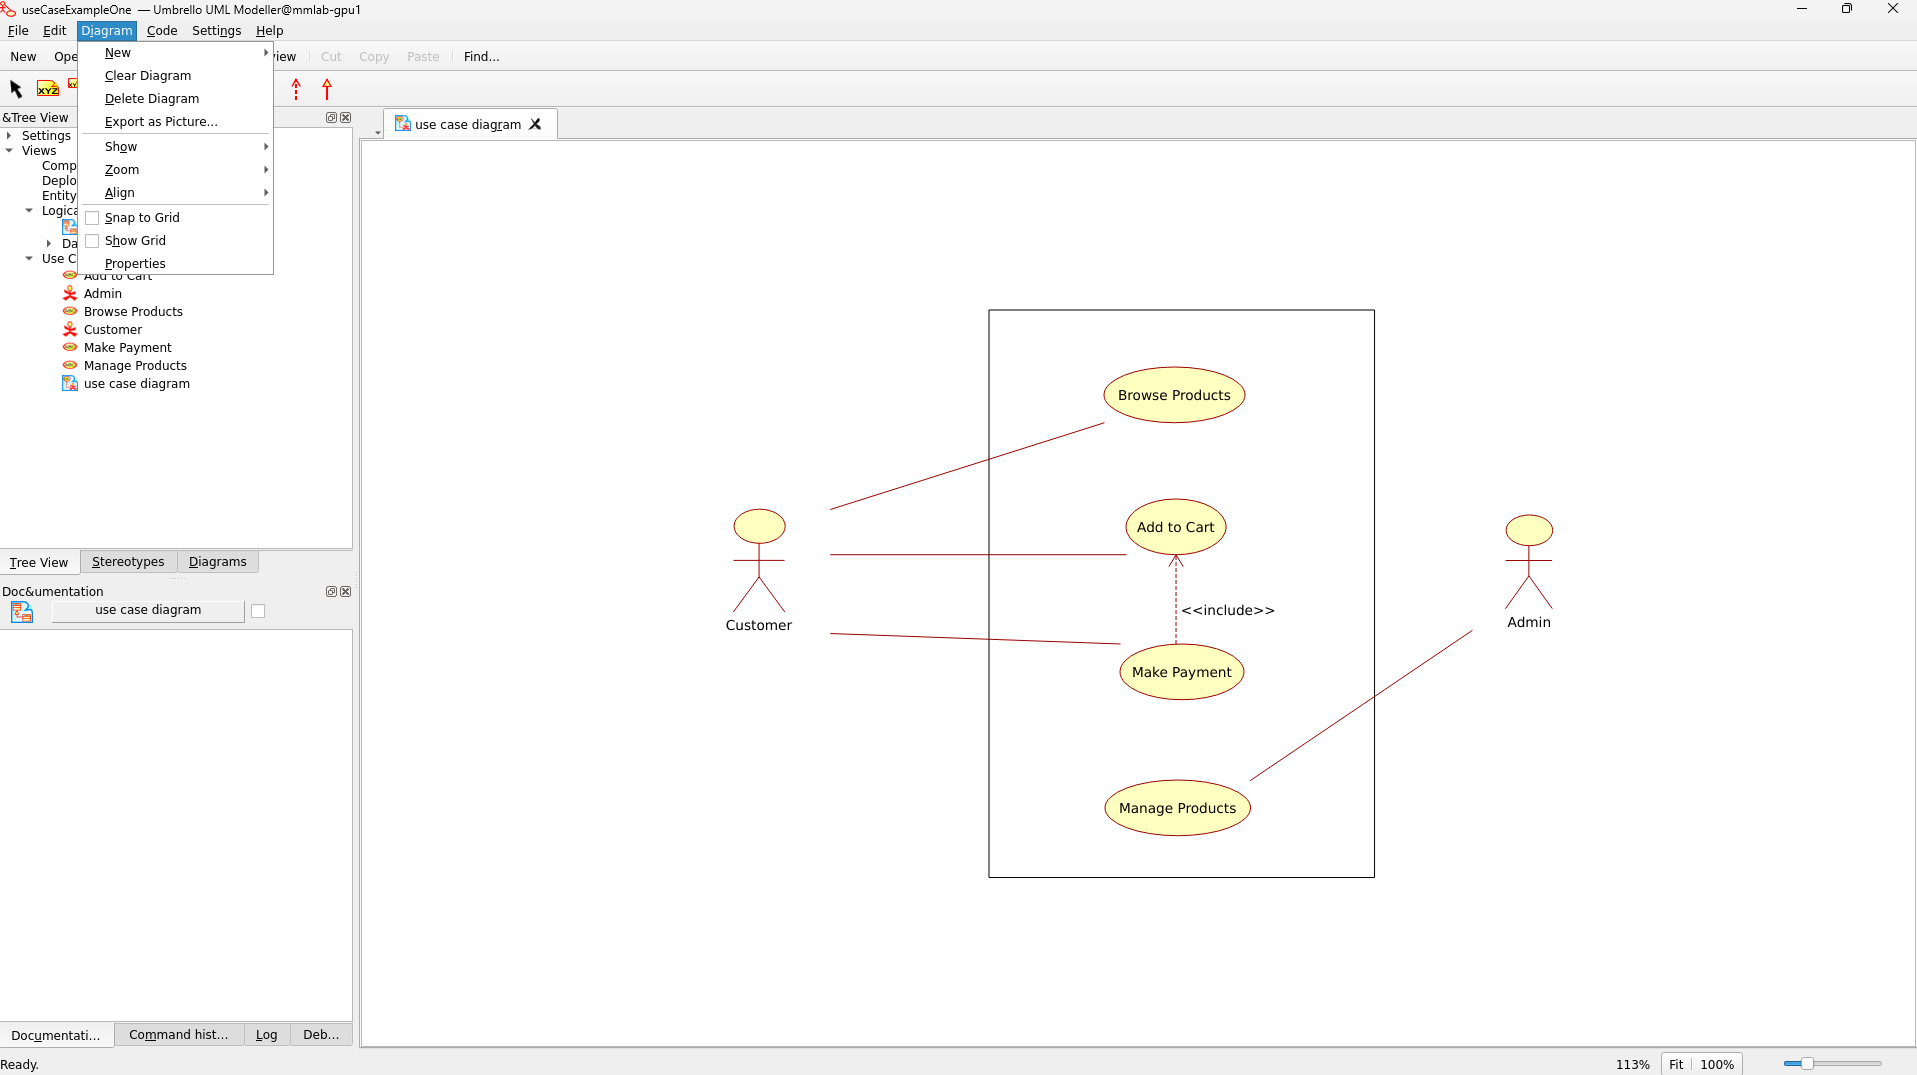 useCaseExampleOne — Umbrello UML Modeller@mmlab-gpu1
File Edit Diagram Code Settings Help
New Ope iew Cut Copy Paste Find...
XYZ
New
Clear Diagram
Delete Diagram
Export as Picture...
Show
Zoom
Align
Snap to Grid
Show Grid
Properties
&Tree View
Settings
Views
Comp
Deplo
Entity
Logica
Da
Use C
Add to Cart
Admin
Browse Products
Customer
Make Payment
Manage Products
use case diagram
Tree View Stereotypes Diagrams
Doc&umentation
use case diagram
Documentati... Command hist... Log Deb...
use case diagram
Browse Products
Add to Cart
<<include>>
Customer
Admin
Make Payment
Manage Products
Ready.
113% Fit 100%